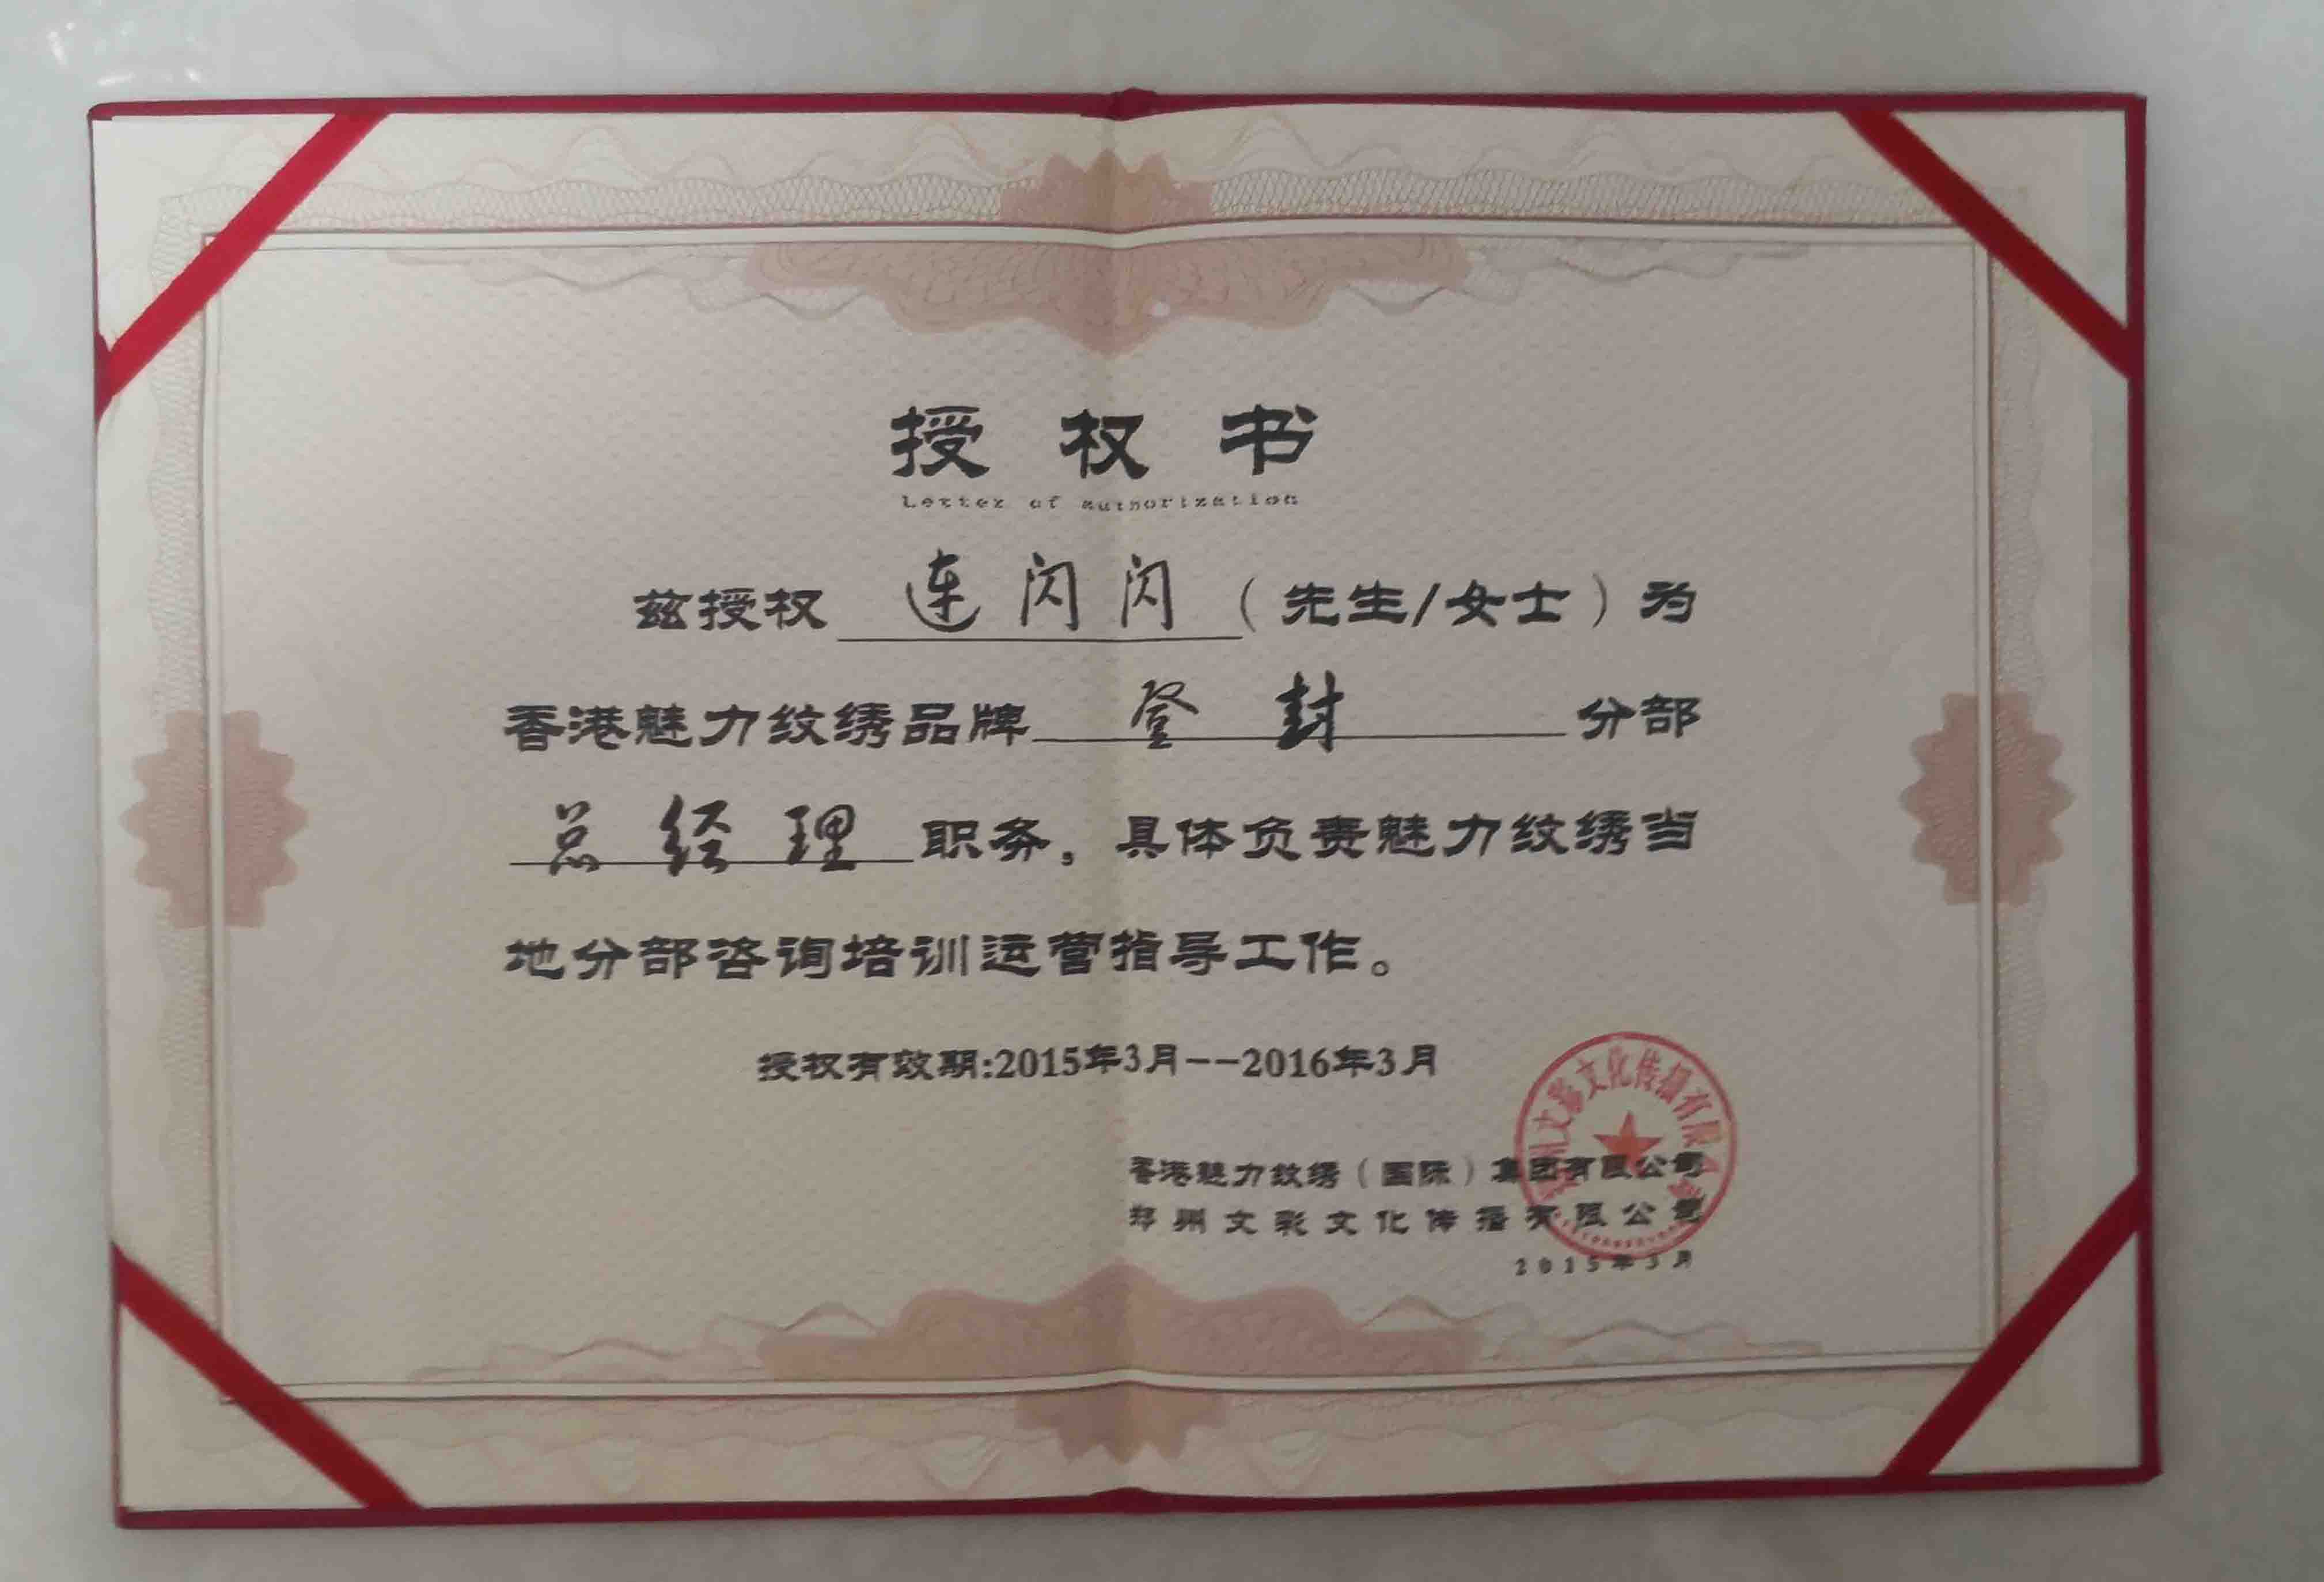 授权书
Letter of authorization
兹授权 连闪闪（先生/女士）为
香港魅力纹绣品牌 登封 分部
总经理 职务，具体负责魅力纹绣当
地分部咨询培训运营指导工作。
授权有效期:2015年3月--2016年3月
香港魅力纹绣（国际）集团有限公司
郑州文彩文化传播有限公司
2015年3月